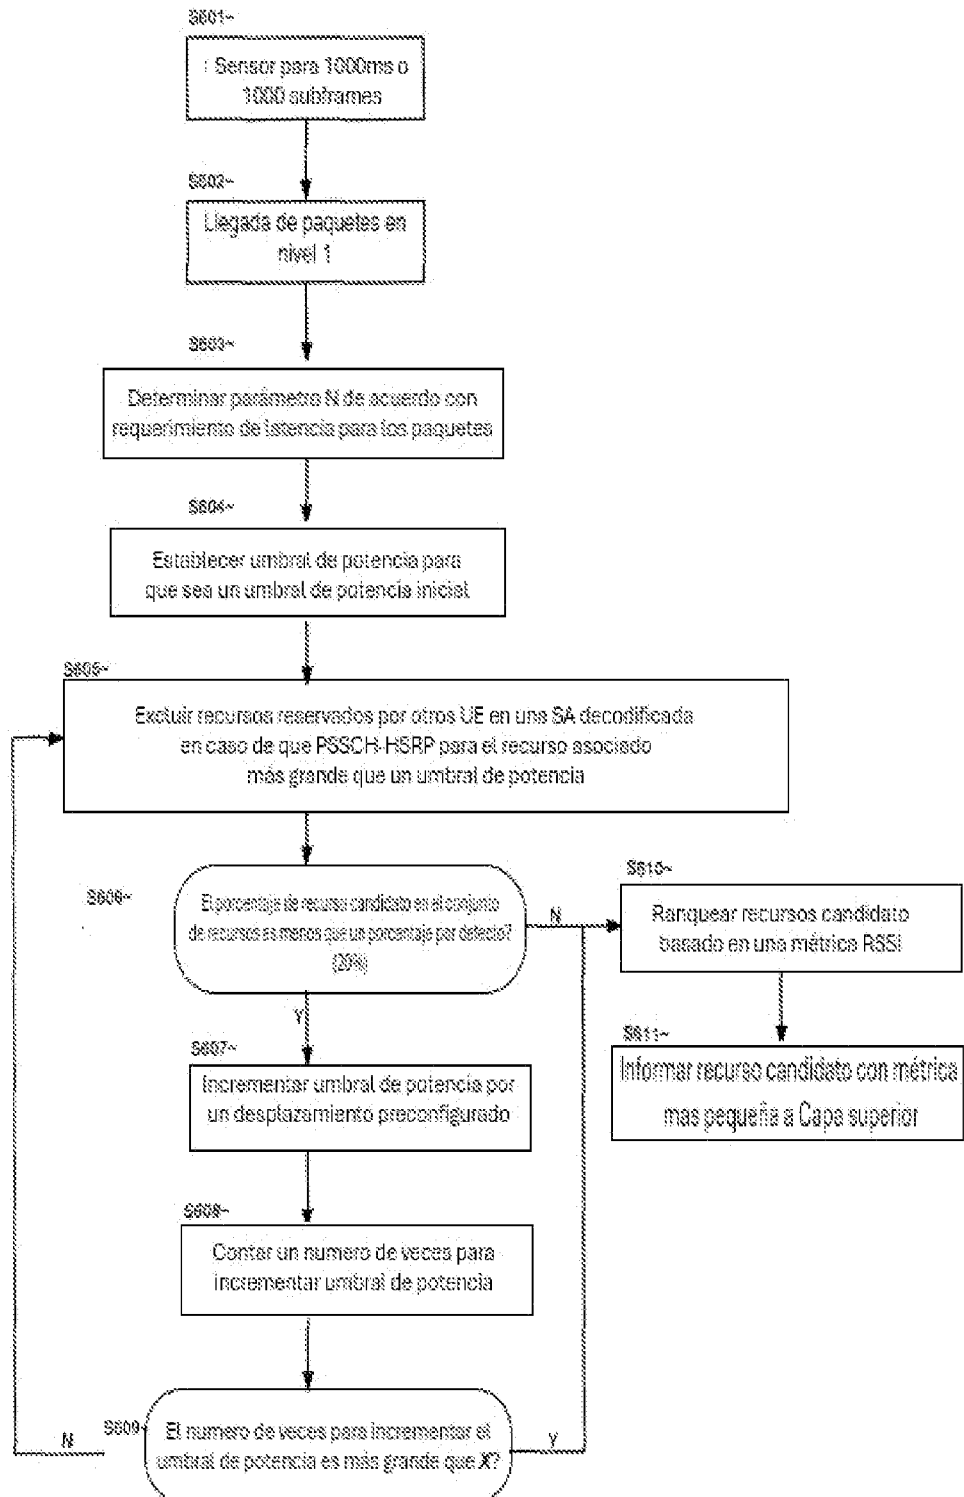 S601~
Sensor para 1000ms o
1000 subframes
S602~
Llegada de paquetes en
nivel 1
S603~
Determinar parámetro N de acuerdo con
requerimiento de latencia para los paquetes
S604~
Establecer umbral de potencia para
que sea un umbral de potencia inicial
S605~
Excluir recursos reservados por otros UE en una SA decodificada
en caso de que PSSCH-HSRP para el recurso asociado
más grande que un umbral de potencia
S606~
El porcentaje de recurso candidato en el conjunto
de recursos es menos que un porcentaje por defecto?
(20%)
N
Y
S607~
Incrementar umbral de potencia por
un desplazamiento preconfigurado
S608~
Contar un numero de veces para
incrementar umbral de potencia
S609~
El numero de veces para incrementar el
umbral de potencia es más grande que X?
N
Y
S610~
Ranquear recursos candidato
basado en una métrica RSSI
S611~
Informar recurso candidato con métrica
mas pequeña a Capa superior